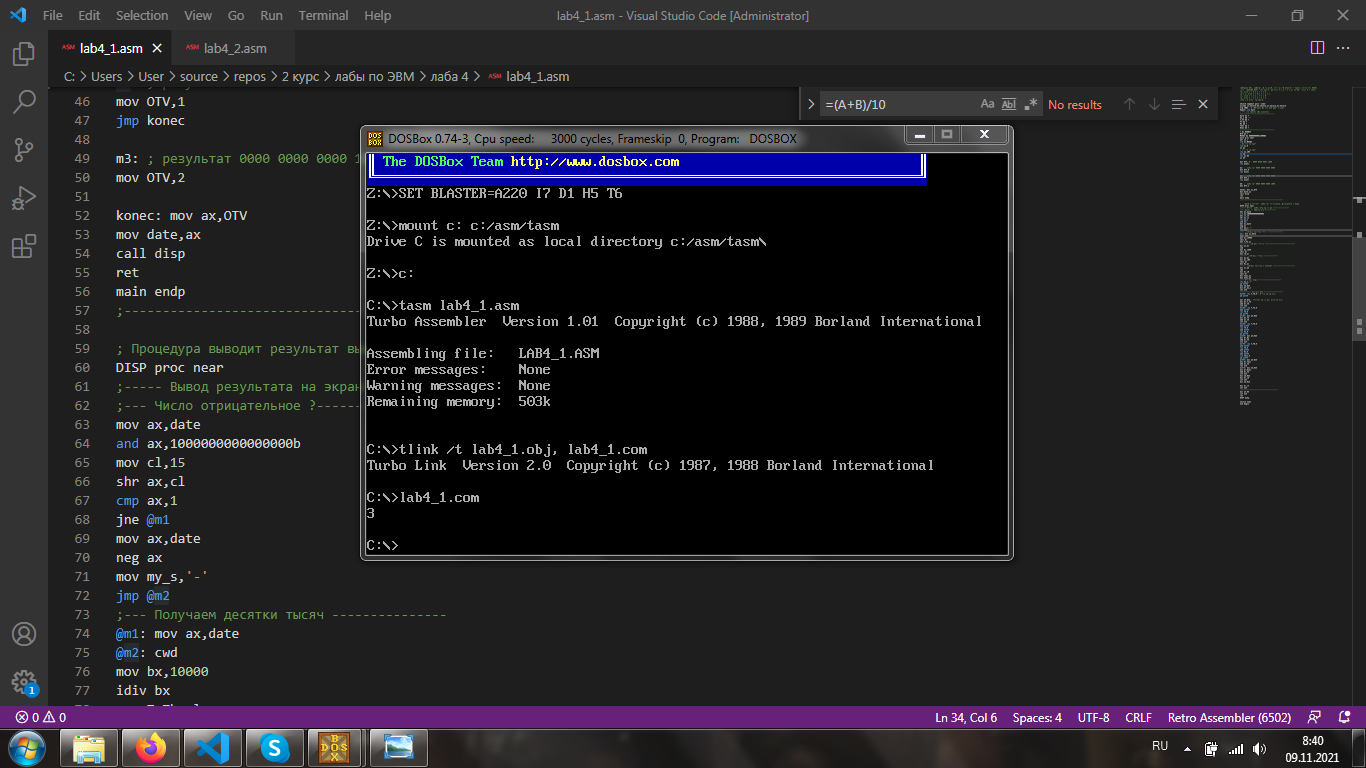 File Edit Selection View Go Run Terminal Help
lab4_1.asm - Visual Studio Code [Administrator]
ASM lab4_1.asm
ASM lab4_2.asm
C: > Users > User > source > repos > 2 курс > лабы по ЭВМ > лаба 4 > ASM lab4_1.asm
=(A+B)/10
Aa Abl .* No results
46 mov OTV,1
47 jmp konec
48
49 m3: ; результат 0000 0000 0000 1
50 mov OTV,2
51
52 konec: mov ax,OTV
53 mov date,ax
54 call disp
55 ret
56 main endp
57 ;------------------------------
58
59 ; Процедура выводит результат вы
60 DISP proc near
61 ;----- Вывод результата на экран
62 ;--- Число отрицательное ?------
63 mov ax,date
64 and ax,1000000000000000b
65 mov cl,15
66 shr ax,cl
67 cmp ax,1
68 jne @m1
69 mov ax,date
70 neg ax
71 mov my_s,'-'
72 jmp @m2
73 ;--- Получаем десятки тысяч ---------------
74 @m1: mov ax,date
75 @m2: cwd
76 mov bx,10000
77 idiv bx
DOS BOX DOSBox 0.74-3, Cpu speed: 3000 cycles, Frameskip 0, Program: DOSBOX
The DOSBox Team http://www.dosbox.com
Z:\>SET BLASTER=A220 I7 D1 H5 T6
Z:\>mount c: c:/asm/tasm
Drive C is mounted as local directory c:/asm/tasm\
Z:\>c:
C:\>tasm lab4_1.asm
Turbo Assembler Version 1.01 Copyright (c) 1988, 1989 Borland International
Assembling file: LAB4_1.ASM
Error messages: None
Warning messages: None
Remaining memory: 503k
C:\>tlink /t lab4_1.obj, lab4_1.com
Turbo Link Version 2.0 Copyright (c) 1987, 1988 Borland International
C:\>lab4_1.com
3
C:\>
1
0 0
Ln 34, Col 6 Spaces: 4 UTF-8 CRLF Retro Assembler (6502)
S
DOS BOX
RU
8:40
09.11.2021